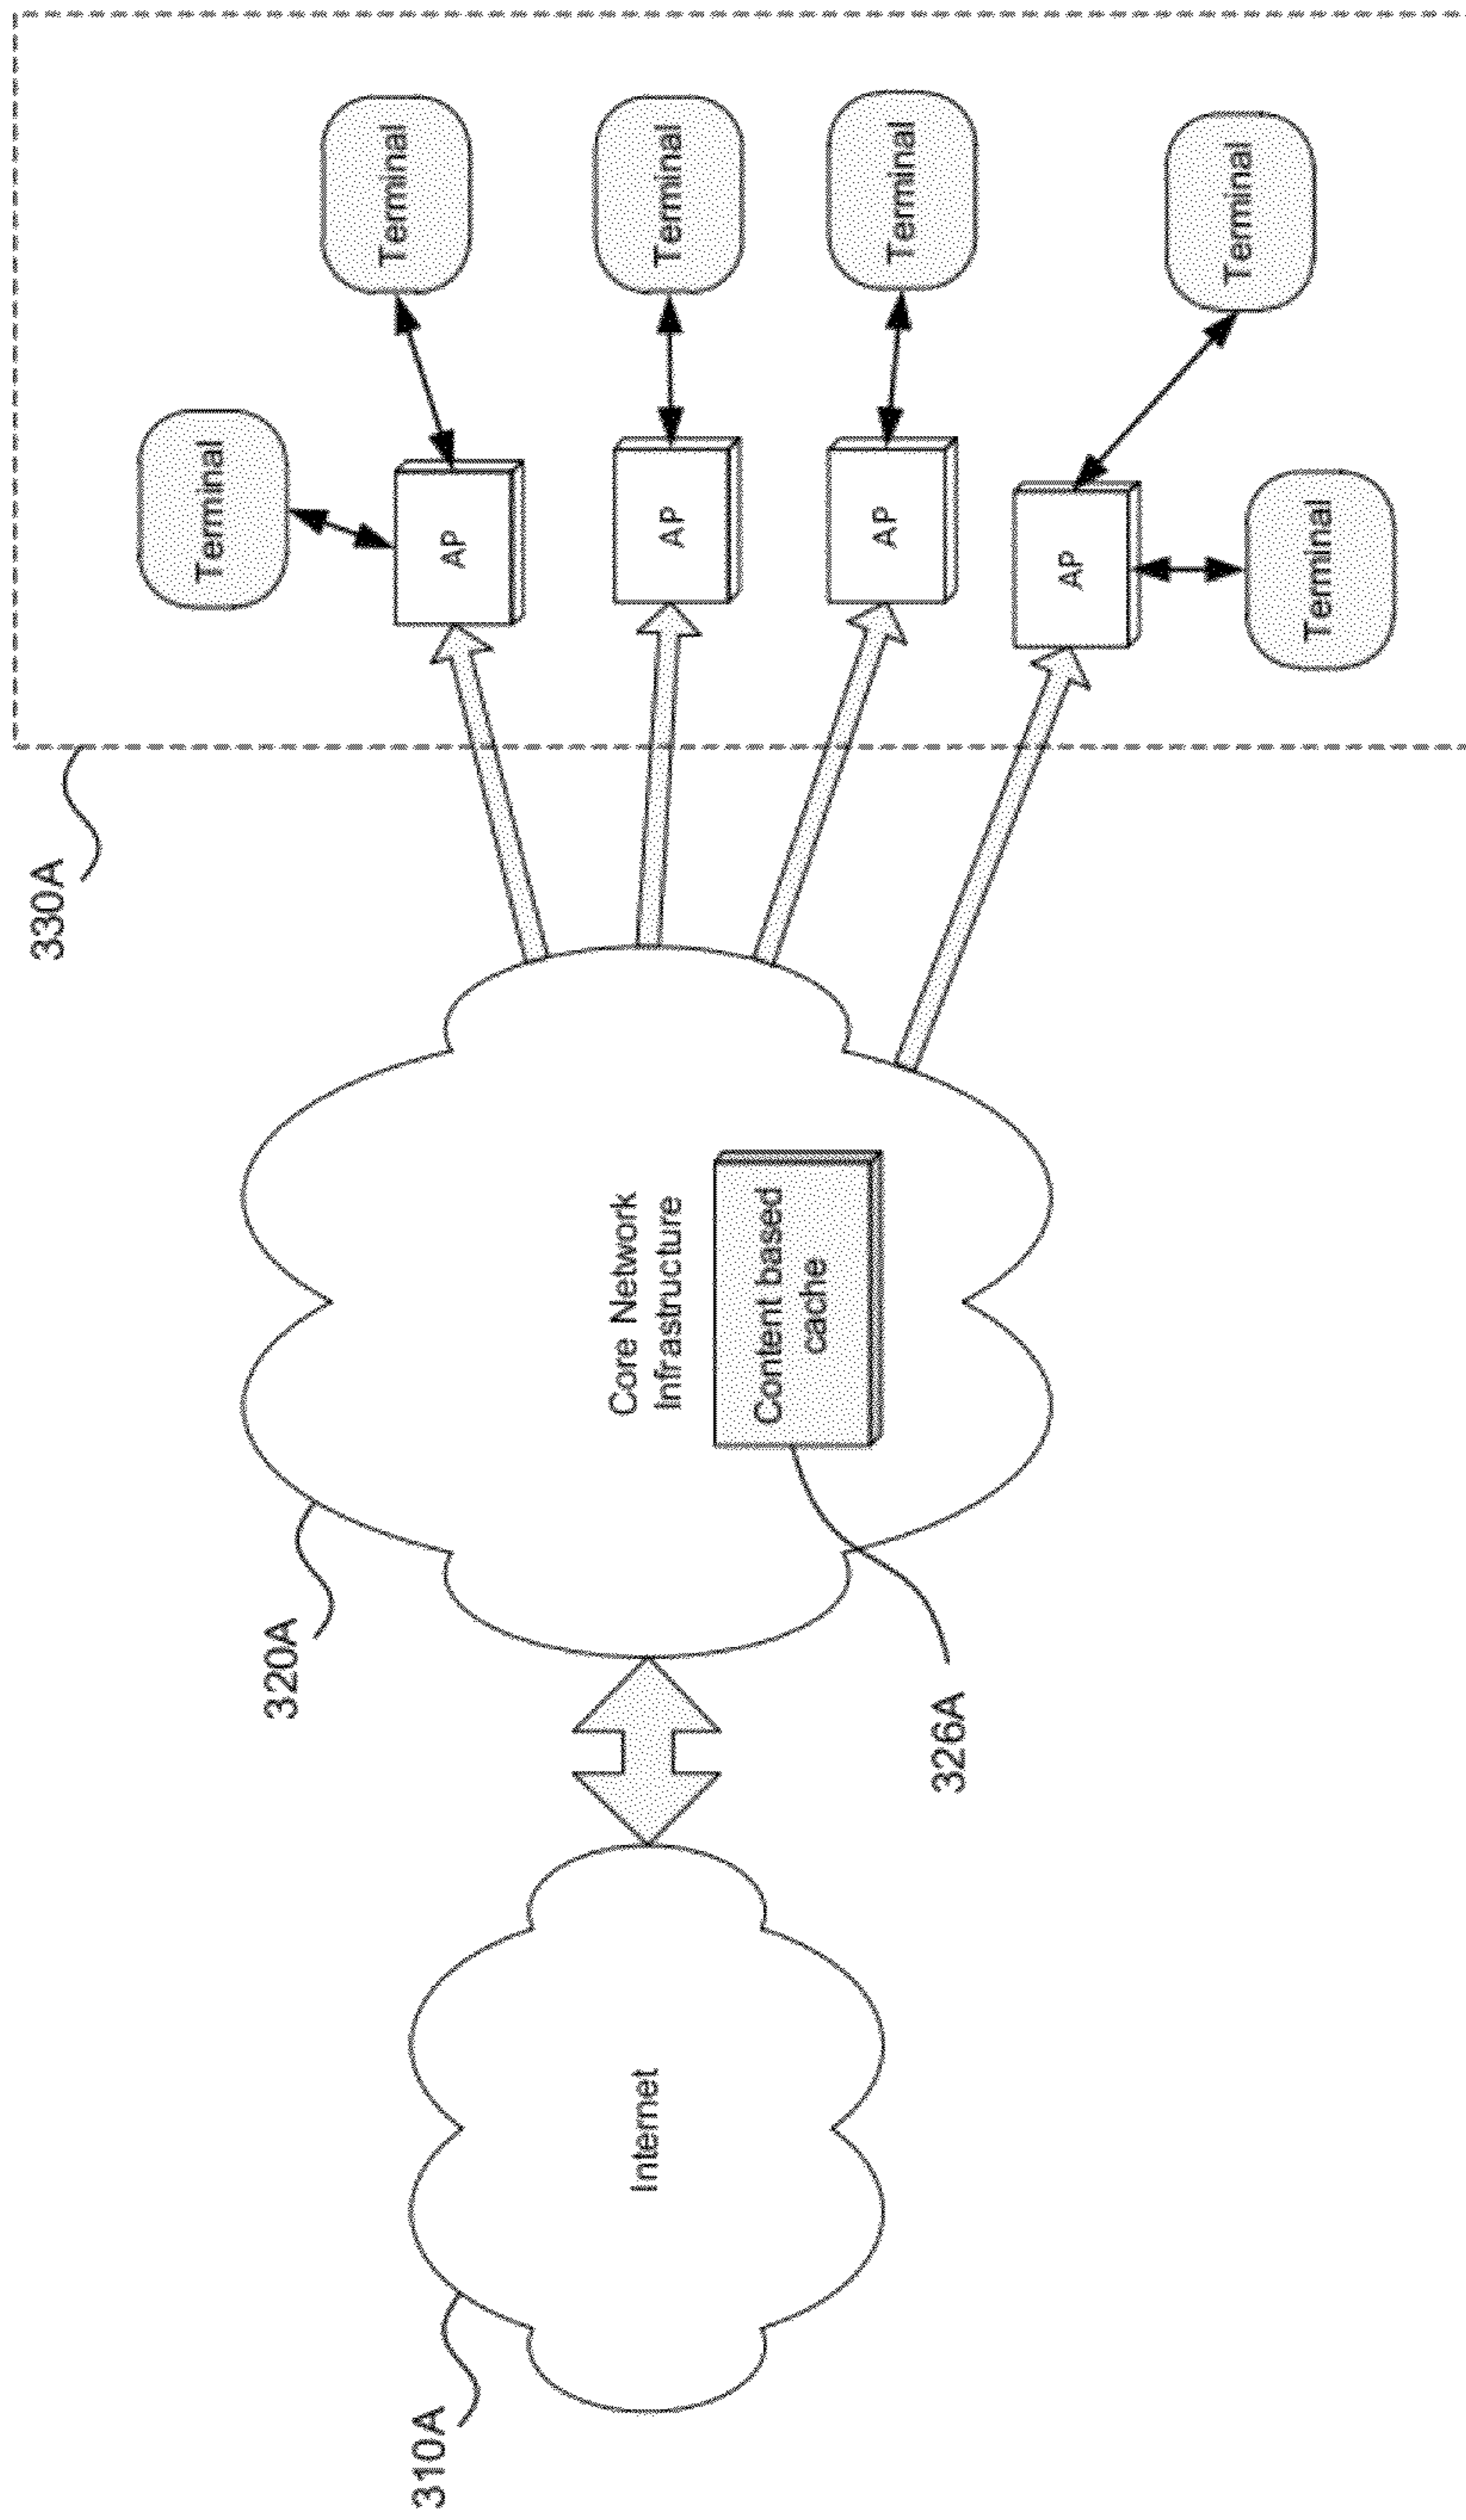 310A
Internet
320A
Core Network
Infrastructure
Content based
cache
326A
330A
Terminal
AP
Terminal
AP
Terminal
AP
Terminal
AP
Terminal
Terminal